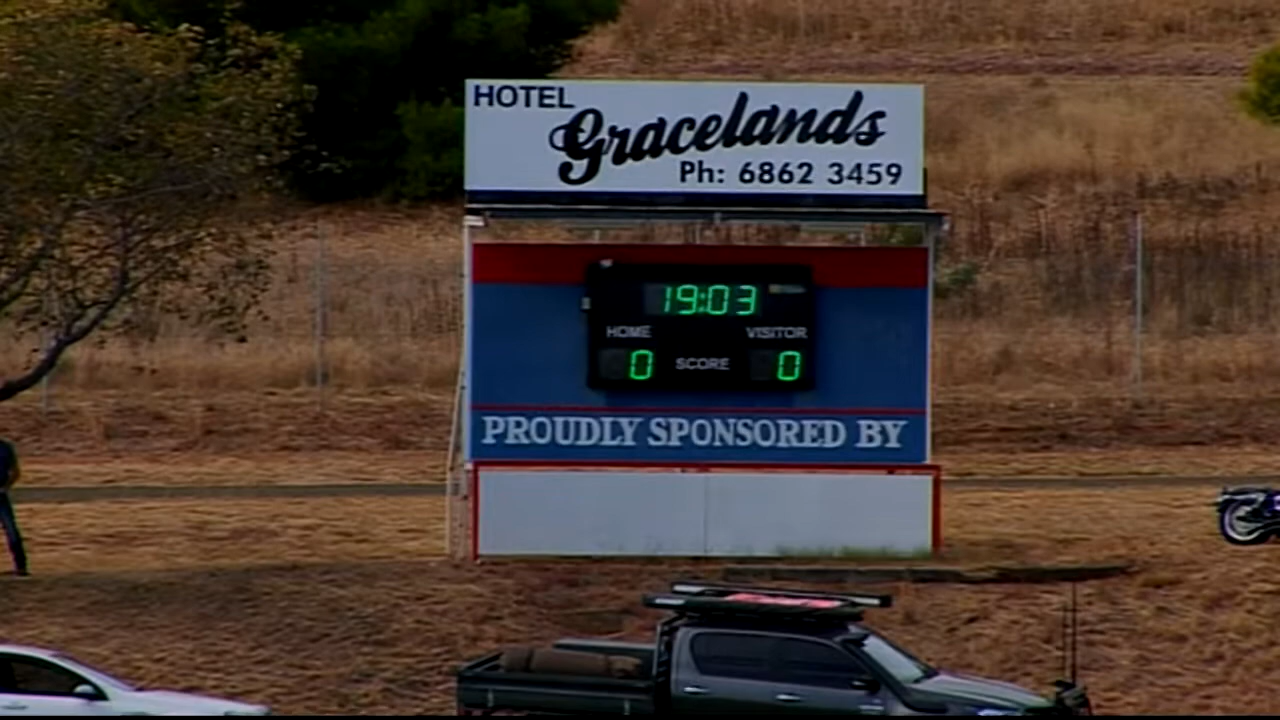 HOTEL
Gracelands
Ph: 6862 3459
19:03
HOME VISITOR
0 SCORE 0
PROUDLY SPONSORED BY